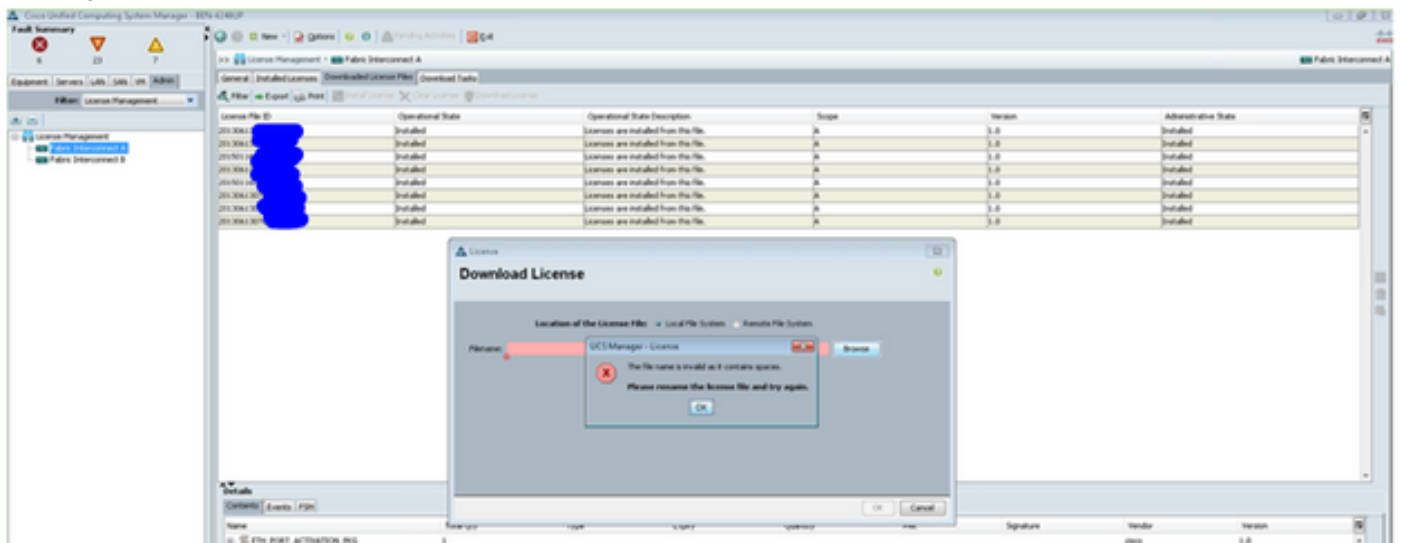 Cisco Unified Computing System Manager - BEN-6248UP
Fault Summary
6 23 7
New Options Pending Activities Exit
>> License Management Fabric Interconnect A
Fabric Interconnect A
Equipment Servers LAN SAN VM Admin
General Installed Licenses Downloaded License Files Download Tasks
Filter: License Management
Filter Export Print Install License Clear License Download License
License Management
Fabric Interconnect A
Fabric Interconnect B
License File ID Operational State Operational State Description Scope Version Administrative State
Installed Licenses are installed from this file. A 1.0 Installed
Installed Licenses are installed from this file. A 1.0 Installed
Installed Licenses are installed from this file. A 1.0 Installed
Installed Licenses are installed from this file. A 1.0 Installed
Installed Licenses are installed from this file. A 1.0 Installed
Installed Licenses are installed from this file. A 1.0 Installed
Installed Licenses are installed from this file. A 1.0 Installed
Installed Licenses are installed from this file. A 1.0 Installed
License
Download License
Location of the License File: Local File System Remote File System
Filename: Browse
UCS Manager - License
The file name is invalid as it contains spaces.
Please rename the license file and try again.
OK
OK Cancel
Details
Contents Events FSM
Name Type Expiry Quantity Signature Vendor Version
ETH_PORT_ACTIVATION_PKG 1 cisco 1.0